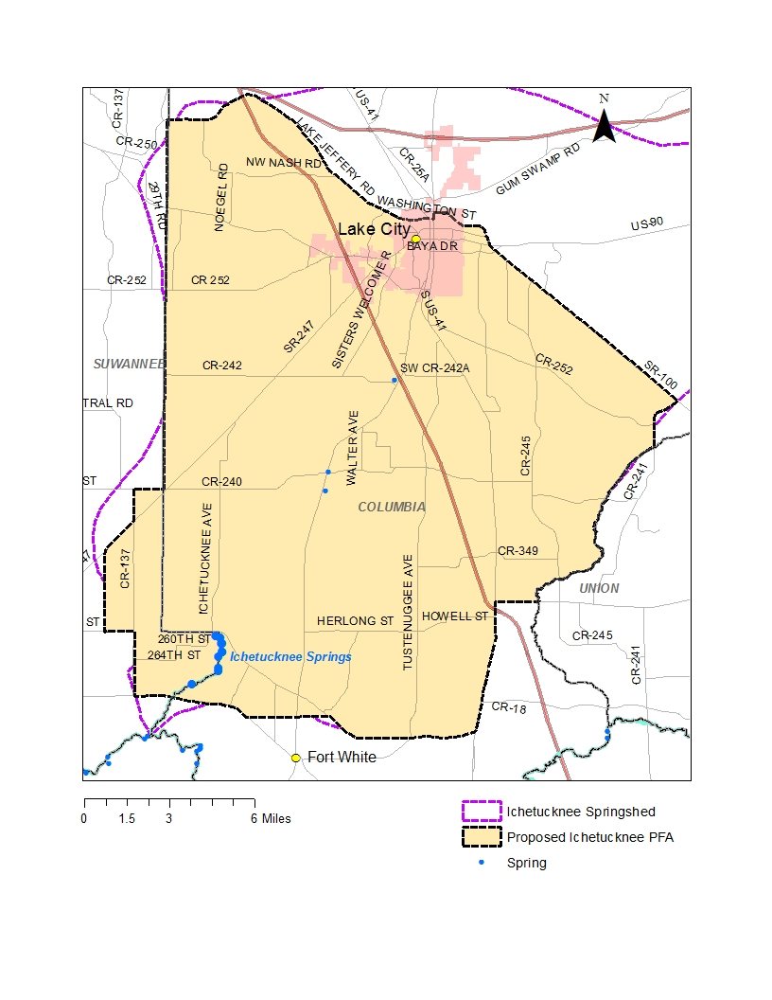 CR-137
US-41
N
CR-250
LAKE JEFFERY RD
CR-25A
GUM SWAMP RD
NW NASH RD
29TH RD
NOEGEL RD
WASHINGTON ST
US-90
Lake City
BAYA DR
CR-252
CR 252
SISTERS WELCOME R
S US-41
SR-247
SUWANNEE
CR-242
SW CR-242A
CR-252
SR-100
TRAL RD
WALTER AVE
CR-245
ST
CR-240
CR-241
COLUMBIA
ICHETUCKNEE AVE
CR-137
47
CR-349
TUSTENUGGEE AVE
UNION
ST
HERLONG ST
HOWELL ST
260TH ST
CR-245
264TH ST
Ichetucknee Springs
CR-241
CR-18
Fort White
0 1.5 3 6 Miles
Ichetucknee Springshed
Proposed Ichetucknee PFA
Spring